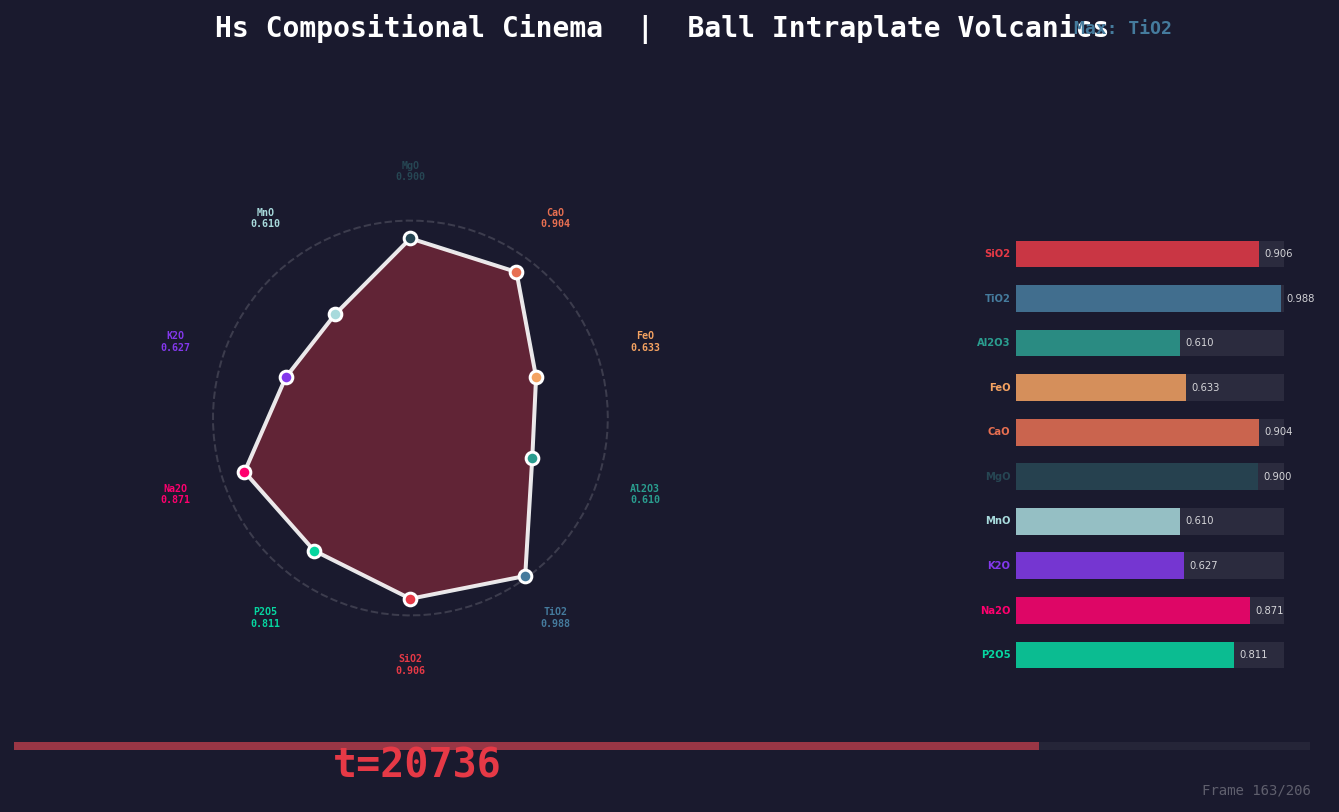 Hs Compositional Cinema | Ball Intraplate Volcanics
Max: TiO2
MgO
0.900
MnO
0.610
CaO
0.904
K2O
0.627
FeO
0.633
Na2O
0.871
Al2O3
0.610
P2O5
0.811
TiO2
0.988
SiO2
0.906
SiO2 0.906
TiO2 0.988
Al2O3 0.610
FeO 0.633
CaO 0.904
MgO 0.900
MnO 0.610
K2O 0.627
Na2O 0.871
P2O5 0.811
t=20736
Frame 163/206